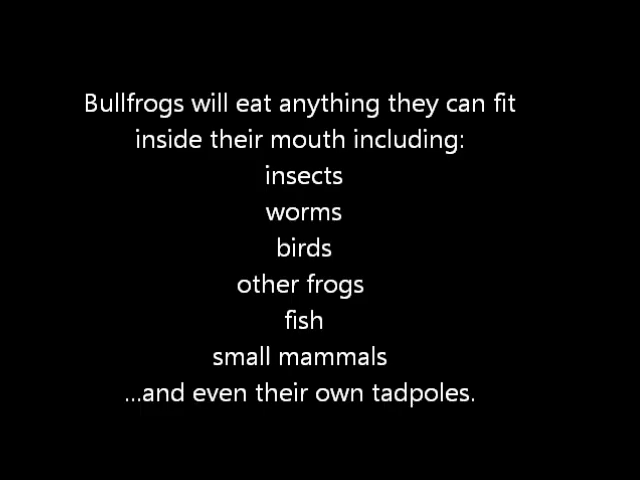 Bullfrogs will eat anything they can fit
inside their mouth including:
insects
worms
birds
other frogs
fish
small mammals
...and even their own tadpoles.